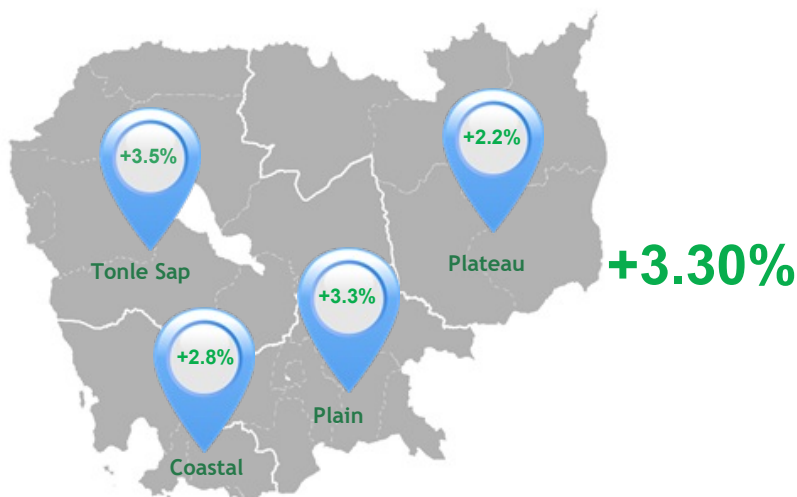 +2.2%
+3.5%
Plateau
+3.30%
Tonle Sap
+3.3%
+2.8%
Plain
Coastal